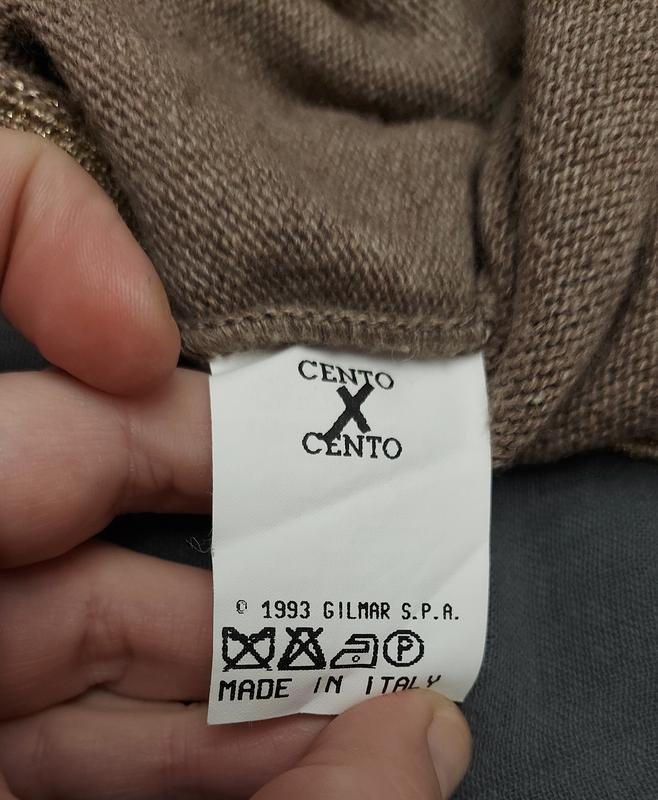 CENTO
X
CENTO
© 1993 GILMAR S.P.A.
P
MADE IN ITALY